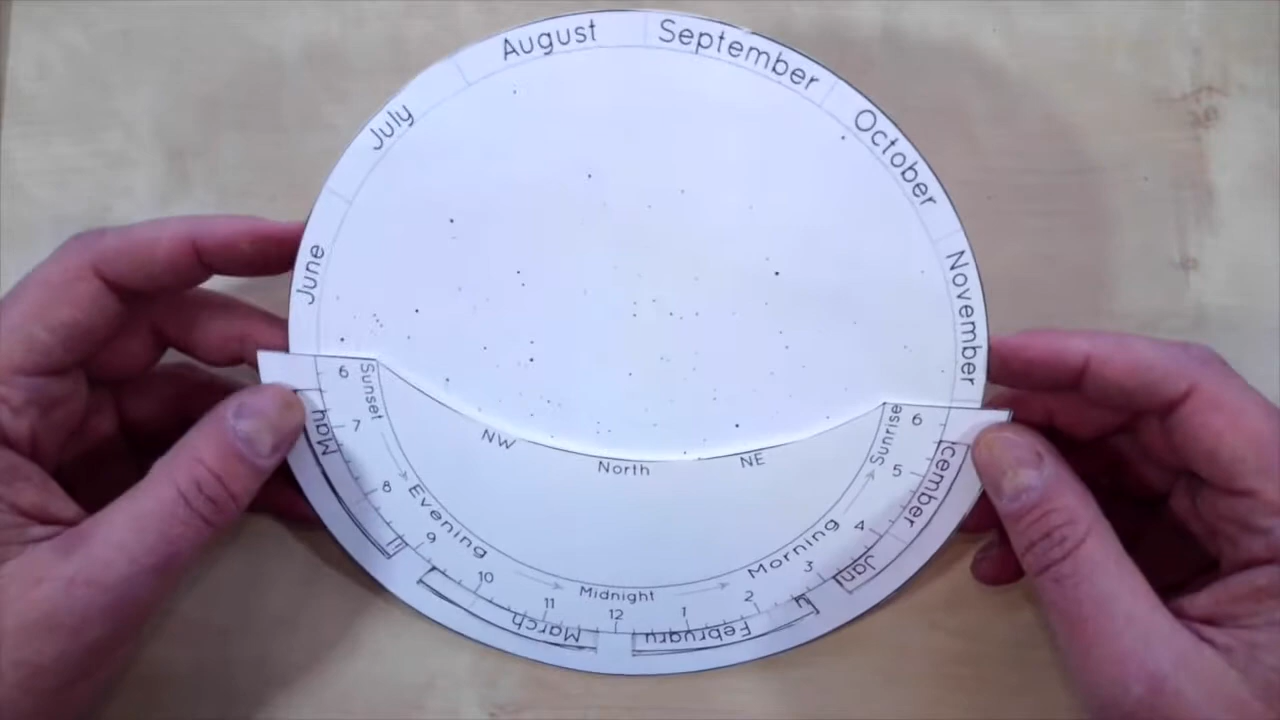 August
September
July
October
June
November
6
Sunset
7
8
9
10
11
12
1
2
3
4
5
6
Sunrise
NW
North
NE
Evening
Midnight
Morning
May
March
February
Jan
cember